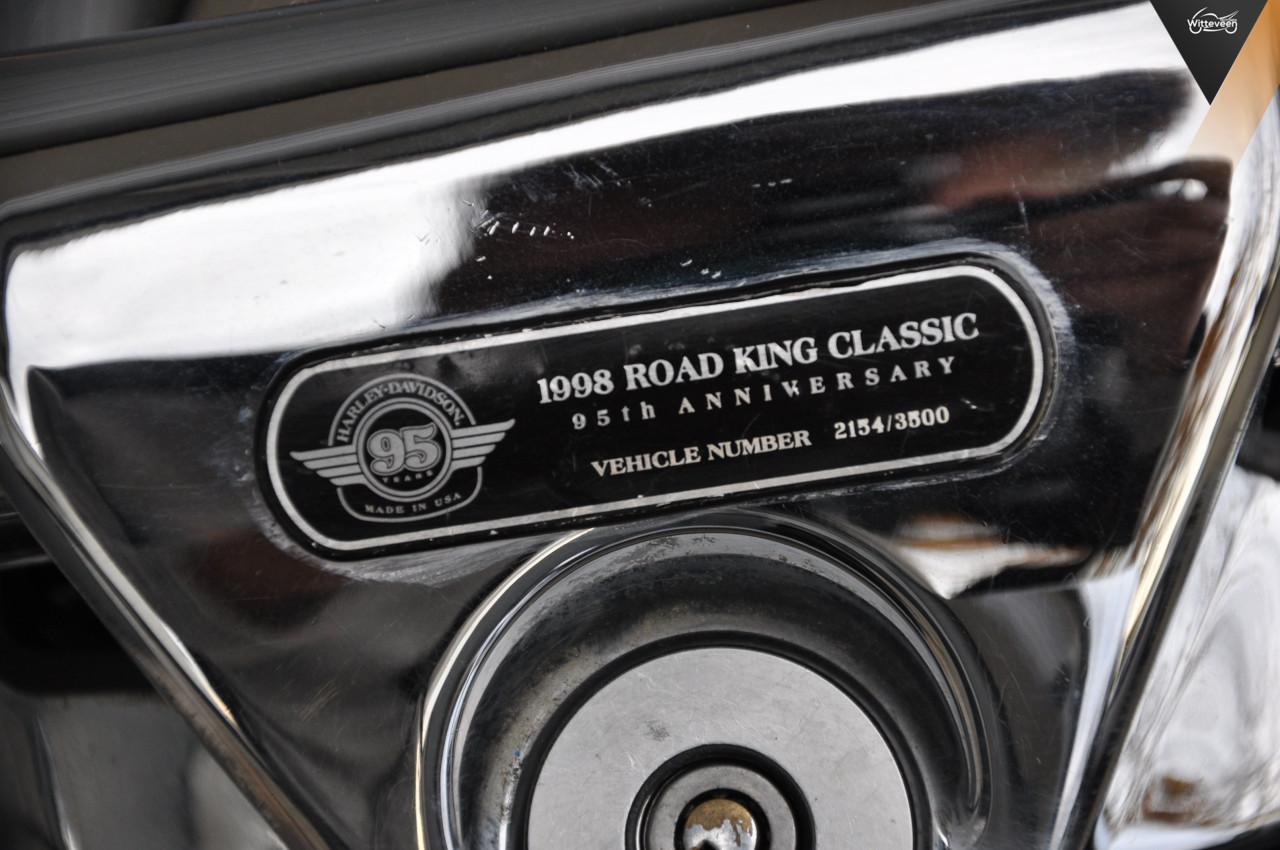 Witteveen
1998 ROAD KING CLASSIC
95th ANNIVERSARY
VEHICLE NUMBER 2154/3500
HARLEY-DAVIDSON
95
YEARS
MADE IN USA